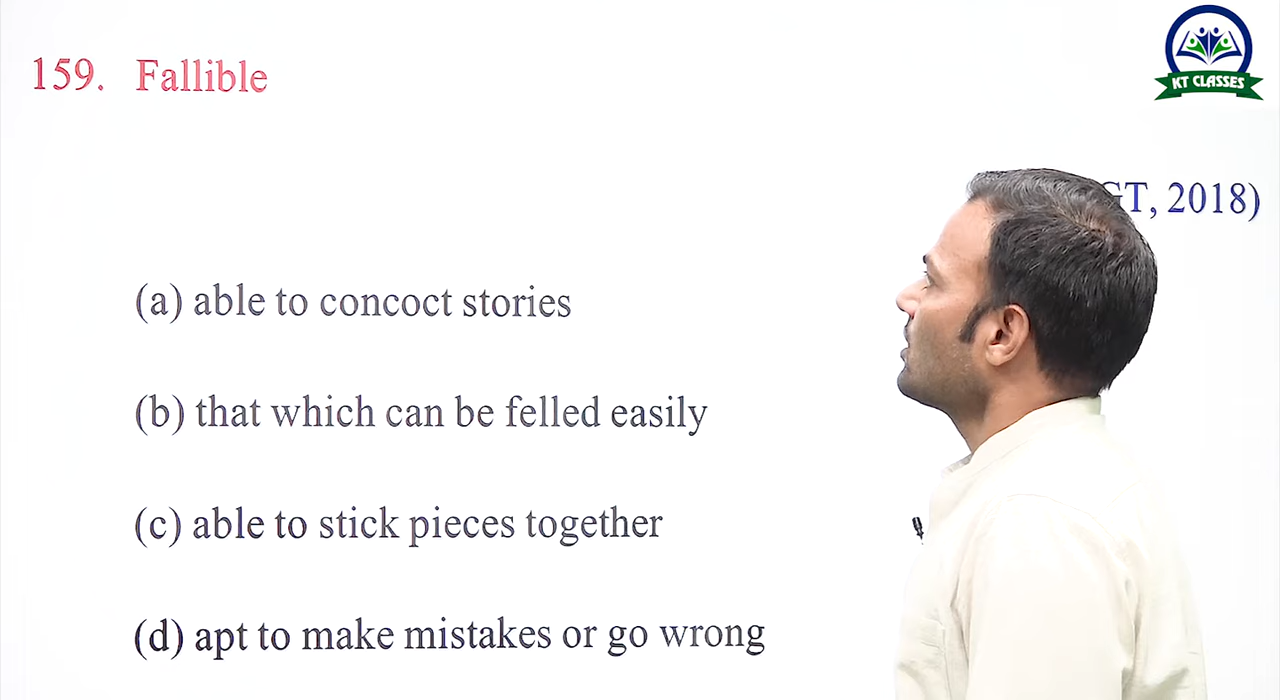 159. Fallible
KT CLASSES
2018)
(a) able to concoct stories
(b) that which can be felled easily
(c) able to stick pieces together
(d) apt to make mistakes or go wrong